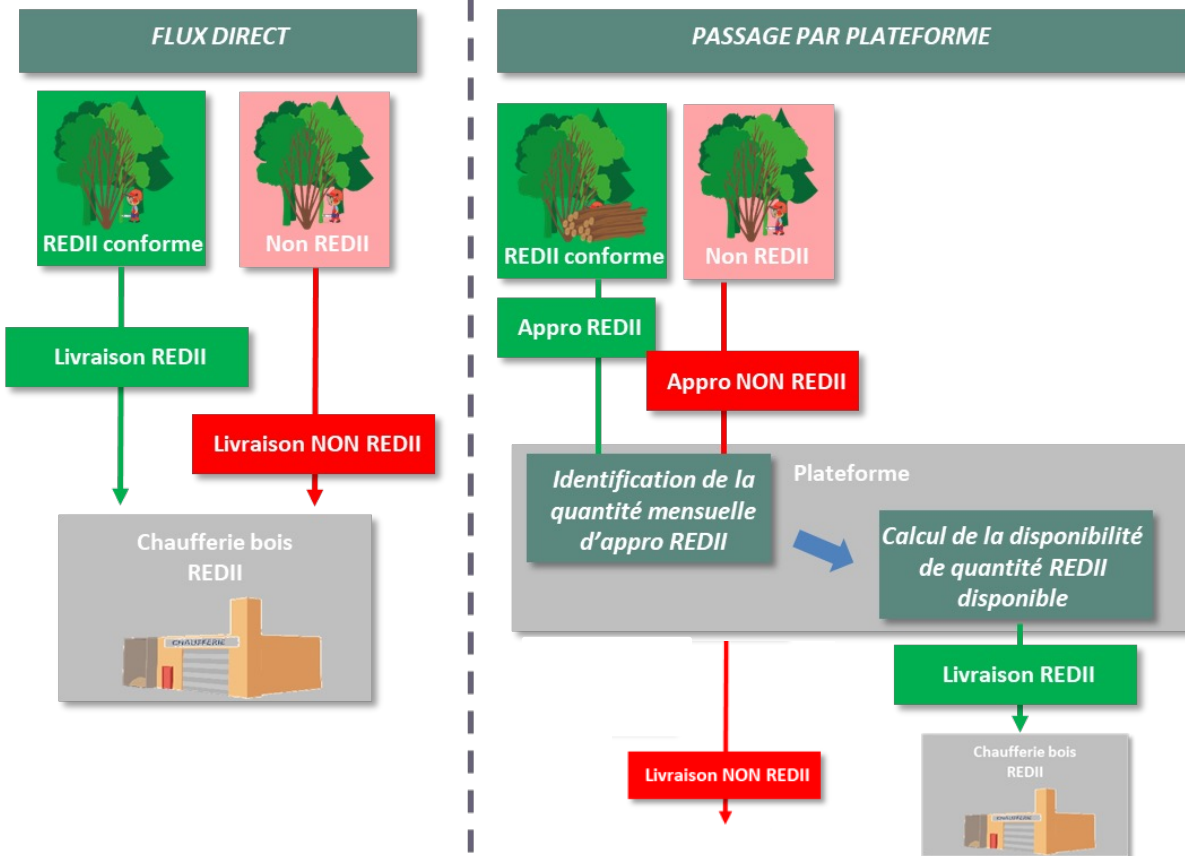 FLUX DIRECT
REDII conforme
Non REDII
Livraison REDII
Livraison NON REDII
Chaufferie bois
REDII
CHAUFFERIE
PASSAGE PAR PLATEFORME
REDII conforme
Non REDII
Appro REDII
Appro NON REDII
Plateforme
Identification de la
quantité mensuelle
d’appro REDII
Calcul de la disponibilité
de quantité REDII
disponible
Livraison REDII
Livraison NON REDII
Chaufferie bois
REDII
CHAUFFERIE